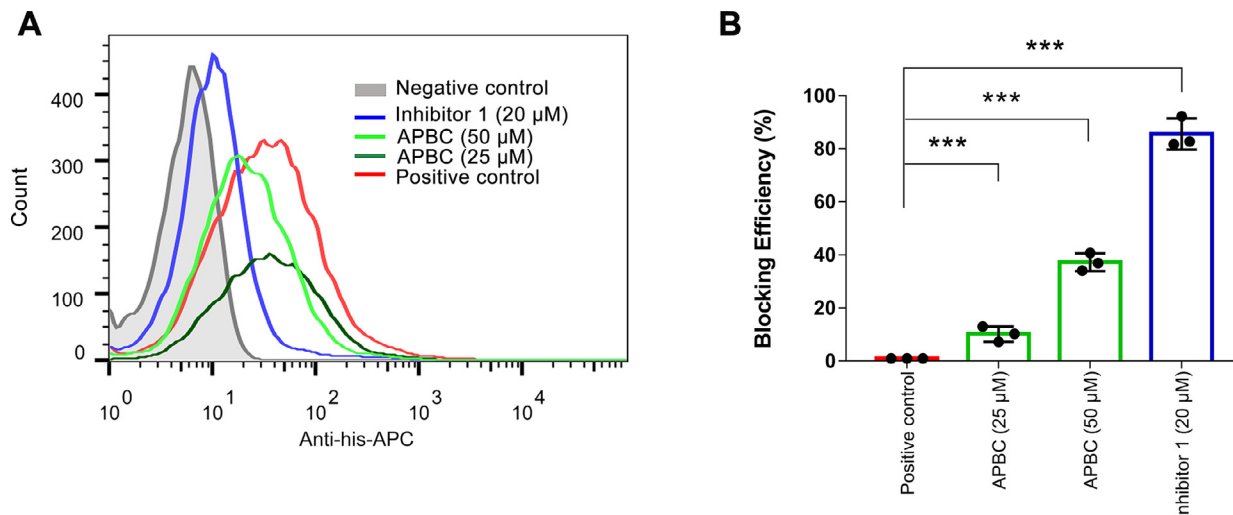 A
400
300
200
100
0
Count
10^0 10^1 10^2 10^3 10^4
Anti-his-APC
Negative control
Inhibitor 1 (20 µM)
APBC (50 µM)
APBC (25 µM)
Positive control
B
***
***
***
100
80
60
40
20
0
Blocking Efficiency (%)
Positive control
APBC (25 µM)
APBC (50 µM)
nhibitor 1 (20 µM)